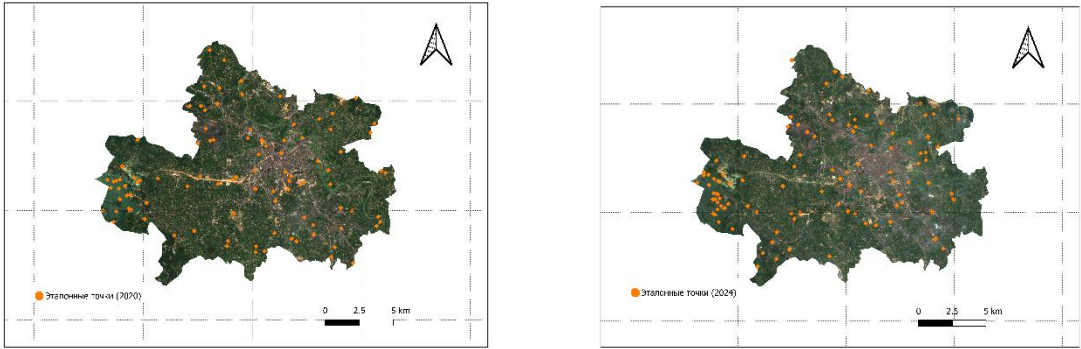 Эталонные точки (2020)
0 2.5 5 km
Эталонные точки (2024)
0 2.5 5 km